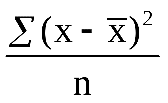 ∑(x - x̅)²
n